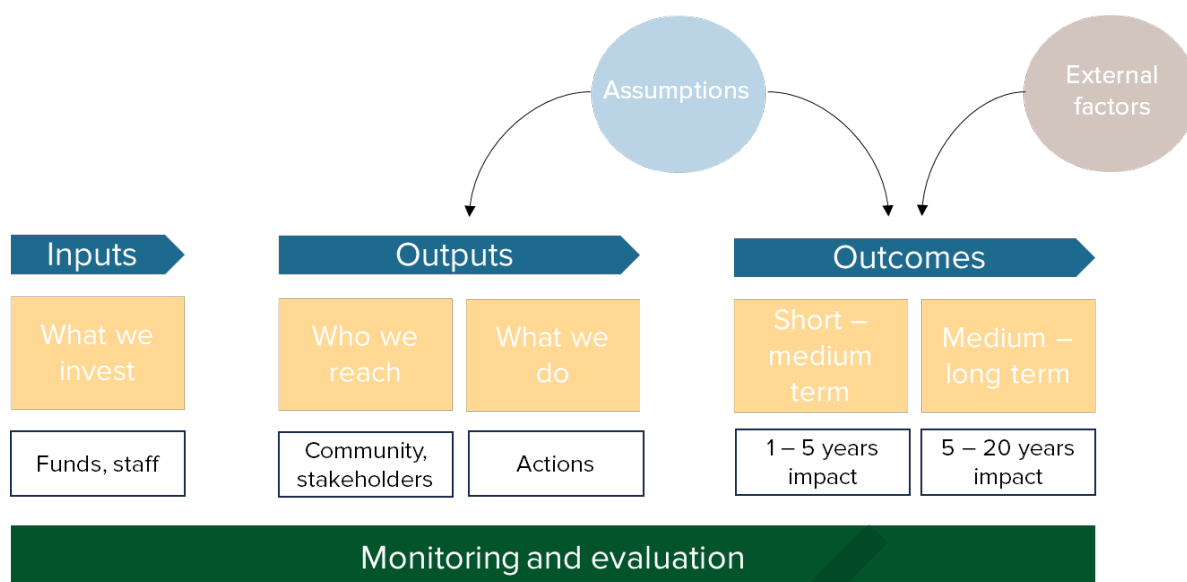 Assumptions
External
factors
Inputs
Outputs
Outcomes
What we
invest
Who we
reach
What we
do
Short –
medium
term
Medium –
long term
Funds, staff
Community,
stakeholders
Actions
1 – 5 years
impact
5 – 20 years
impact
Monitoring and evaluation